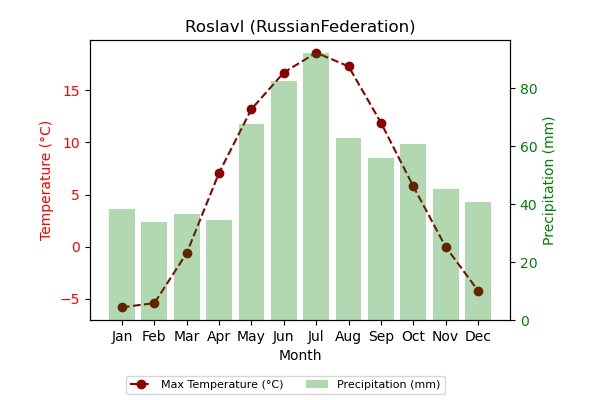 Roslavl (RussianFederation)
Temperature (°C)
15
10
5
0
−5
80
60
40
20
0
Precipitation (mm)
Jan Feb Mar Apr May Jun Jul Aug Sep Oct Nov Dec
Month
Max Temperature (°C) Precipitation (mm)